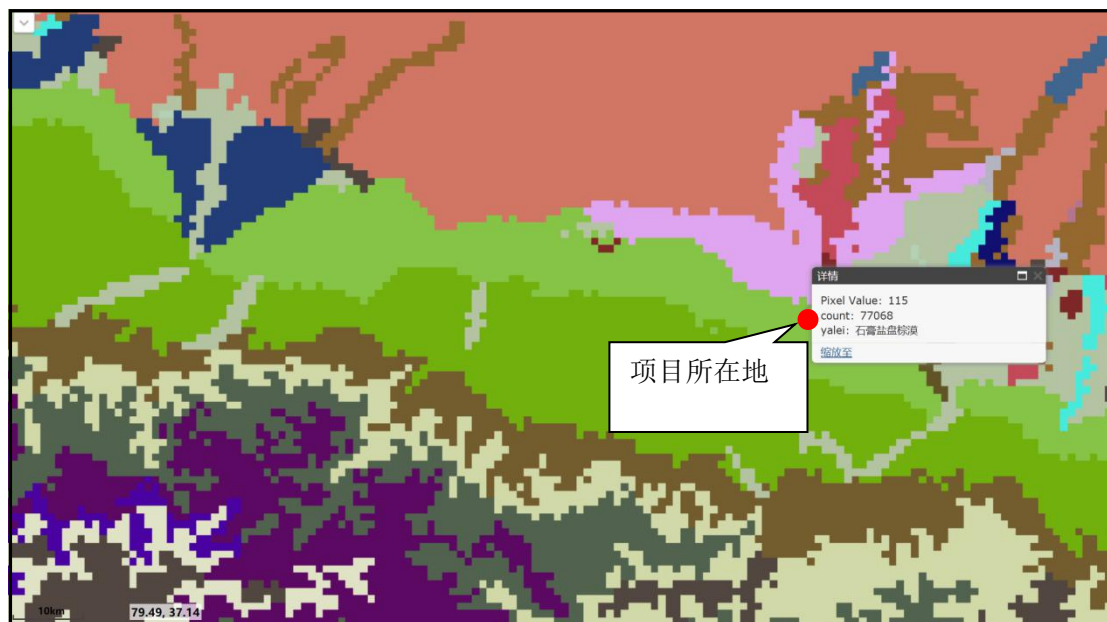 详情
Pixel Value: 115
count: 77068
yalei: 石膏盐盘棕漠
缩放至
项目所在地
10km
79.49, 37.14